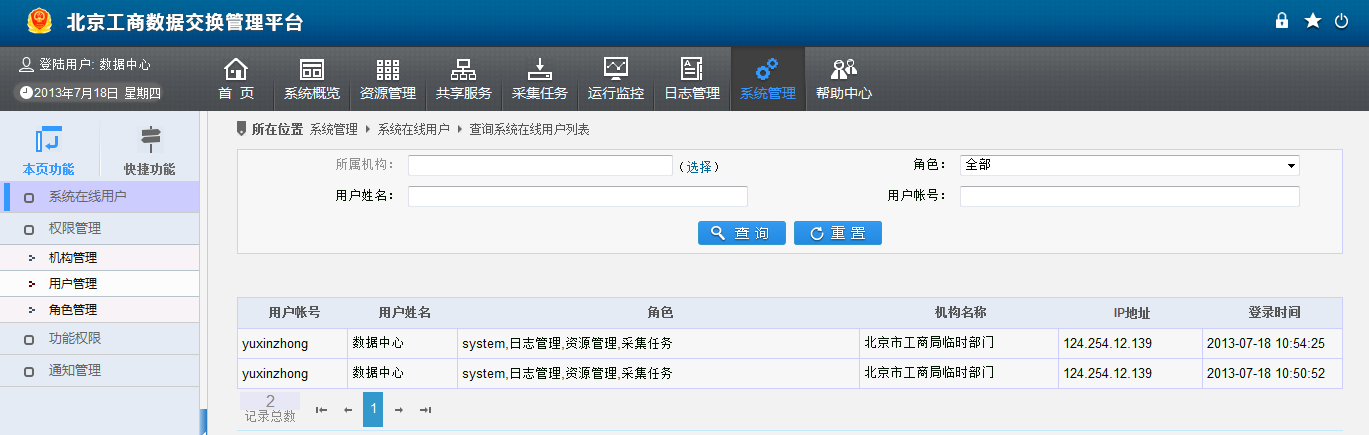 北京工商数据交换管理平台
登陆用户: 数据中心
2013年7月18日 星期四
首 页 系统概览 资源管理 共享服务 采集任务 运行监控 日志管理 系统管理 帮助中心
本页功能 快捷功能
系统在线用户
权限管理
机构管理
用户管理
角色管理
功能权限
通知管理
所在位置 系统管理 系统在线用户 查询系统在线用户列表
所属机构: (选择) 角色: 全部
用户姓名: 用户帐号:
查 询 重 置
用户帐号 用户姓名 角色 机构名称 IP地址 登录时间
yuxinzhong 数据中心 system,日志管理,资源管理,采集任务 北京市工商局临时部门 124.254.12.139 2013-07-18 10:54:25
yuxinzhong 数据中心 system,日志管理,资源管理,采集任务 北京市工商局临时部门 124.254.12.139 2013-07-18 10:50:52
2
记录总数
1